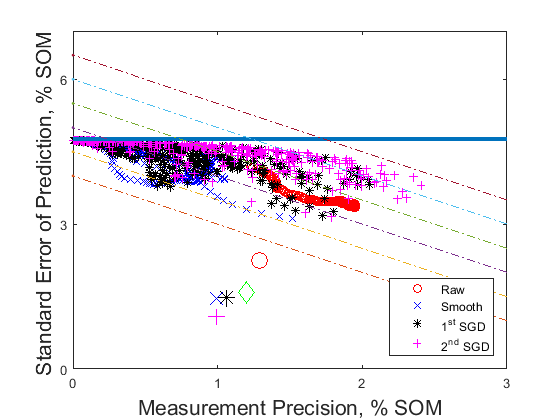 Standard Error of Prediction, % SOM
6
3
0
0
1
2
3
Measurement Precision, % SOM
Raw
Smooth
1st SGD
2nd SGD